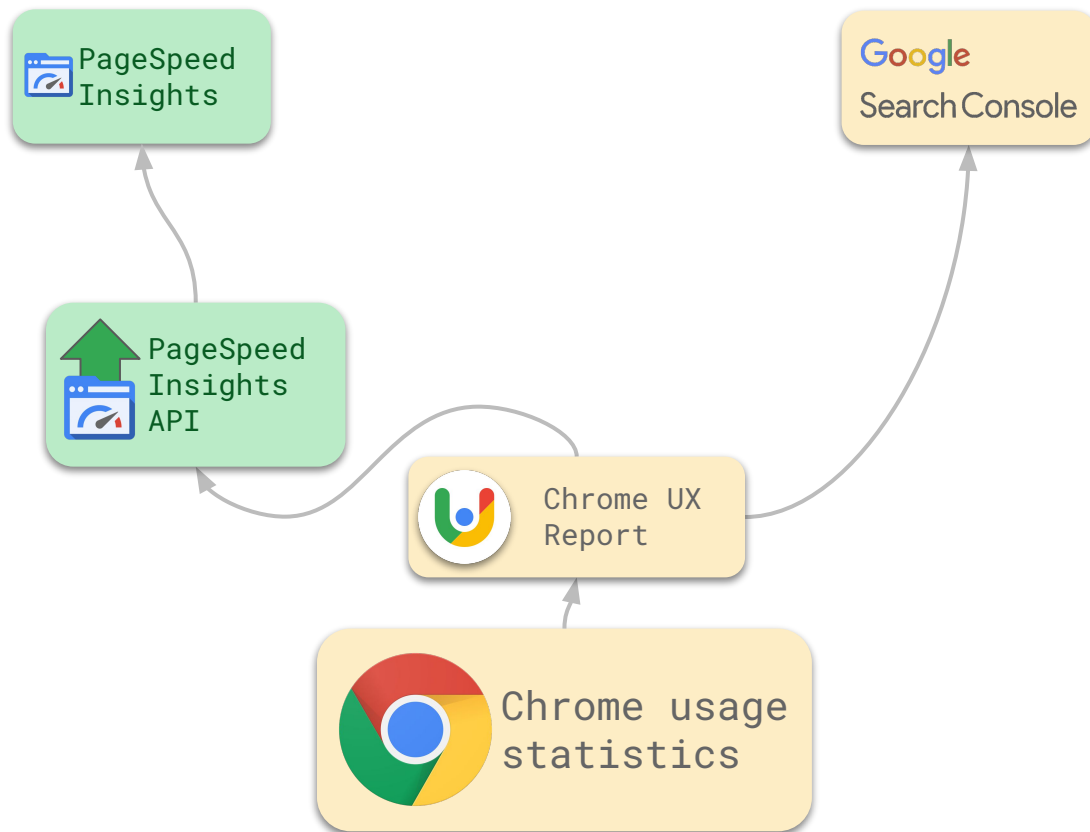 PageSpeed
Insights
Google
Search Console
PageSpeed
Insights
API
Chrome UX
Report
Chrome usage
statistics